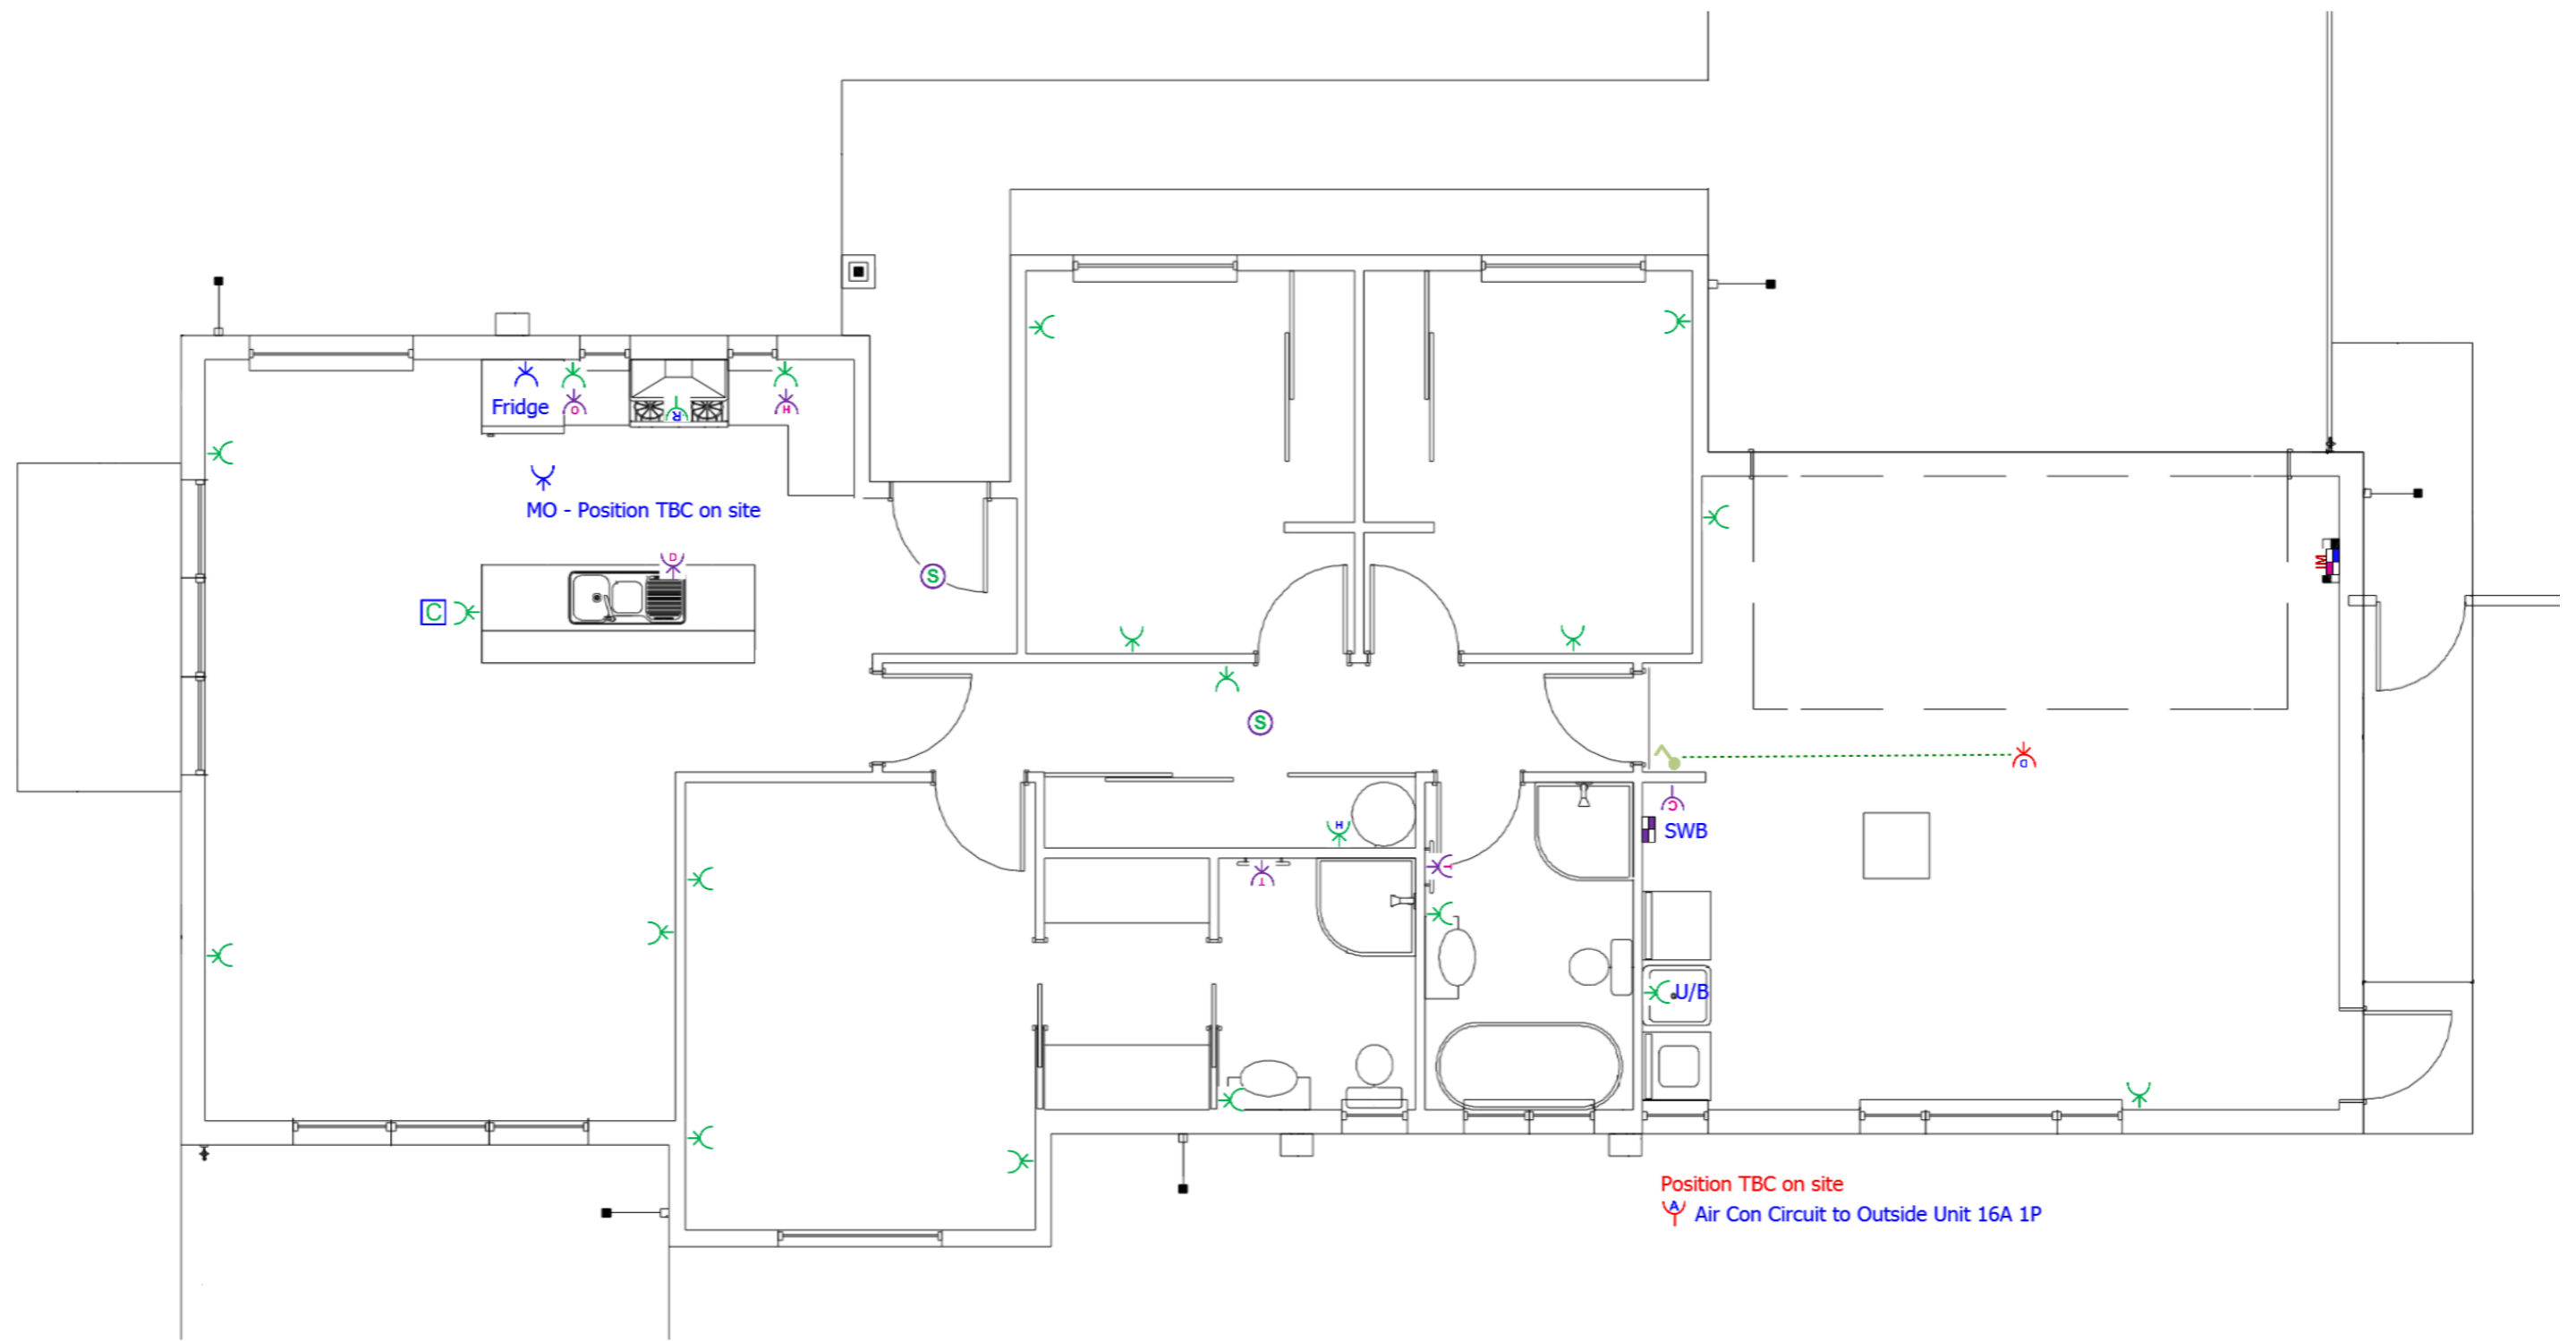 Fridge
O
H
R
MO - Position TBC on site
D
C
S
S
IM
D
C
SWB
H
T
T
U/B
Position TBC on site
A
Air Con Circuit to Outside Unit 16A 1P